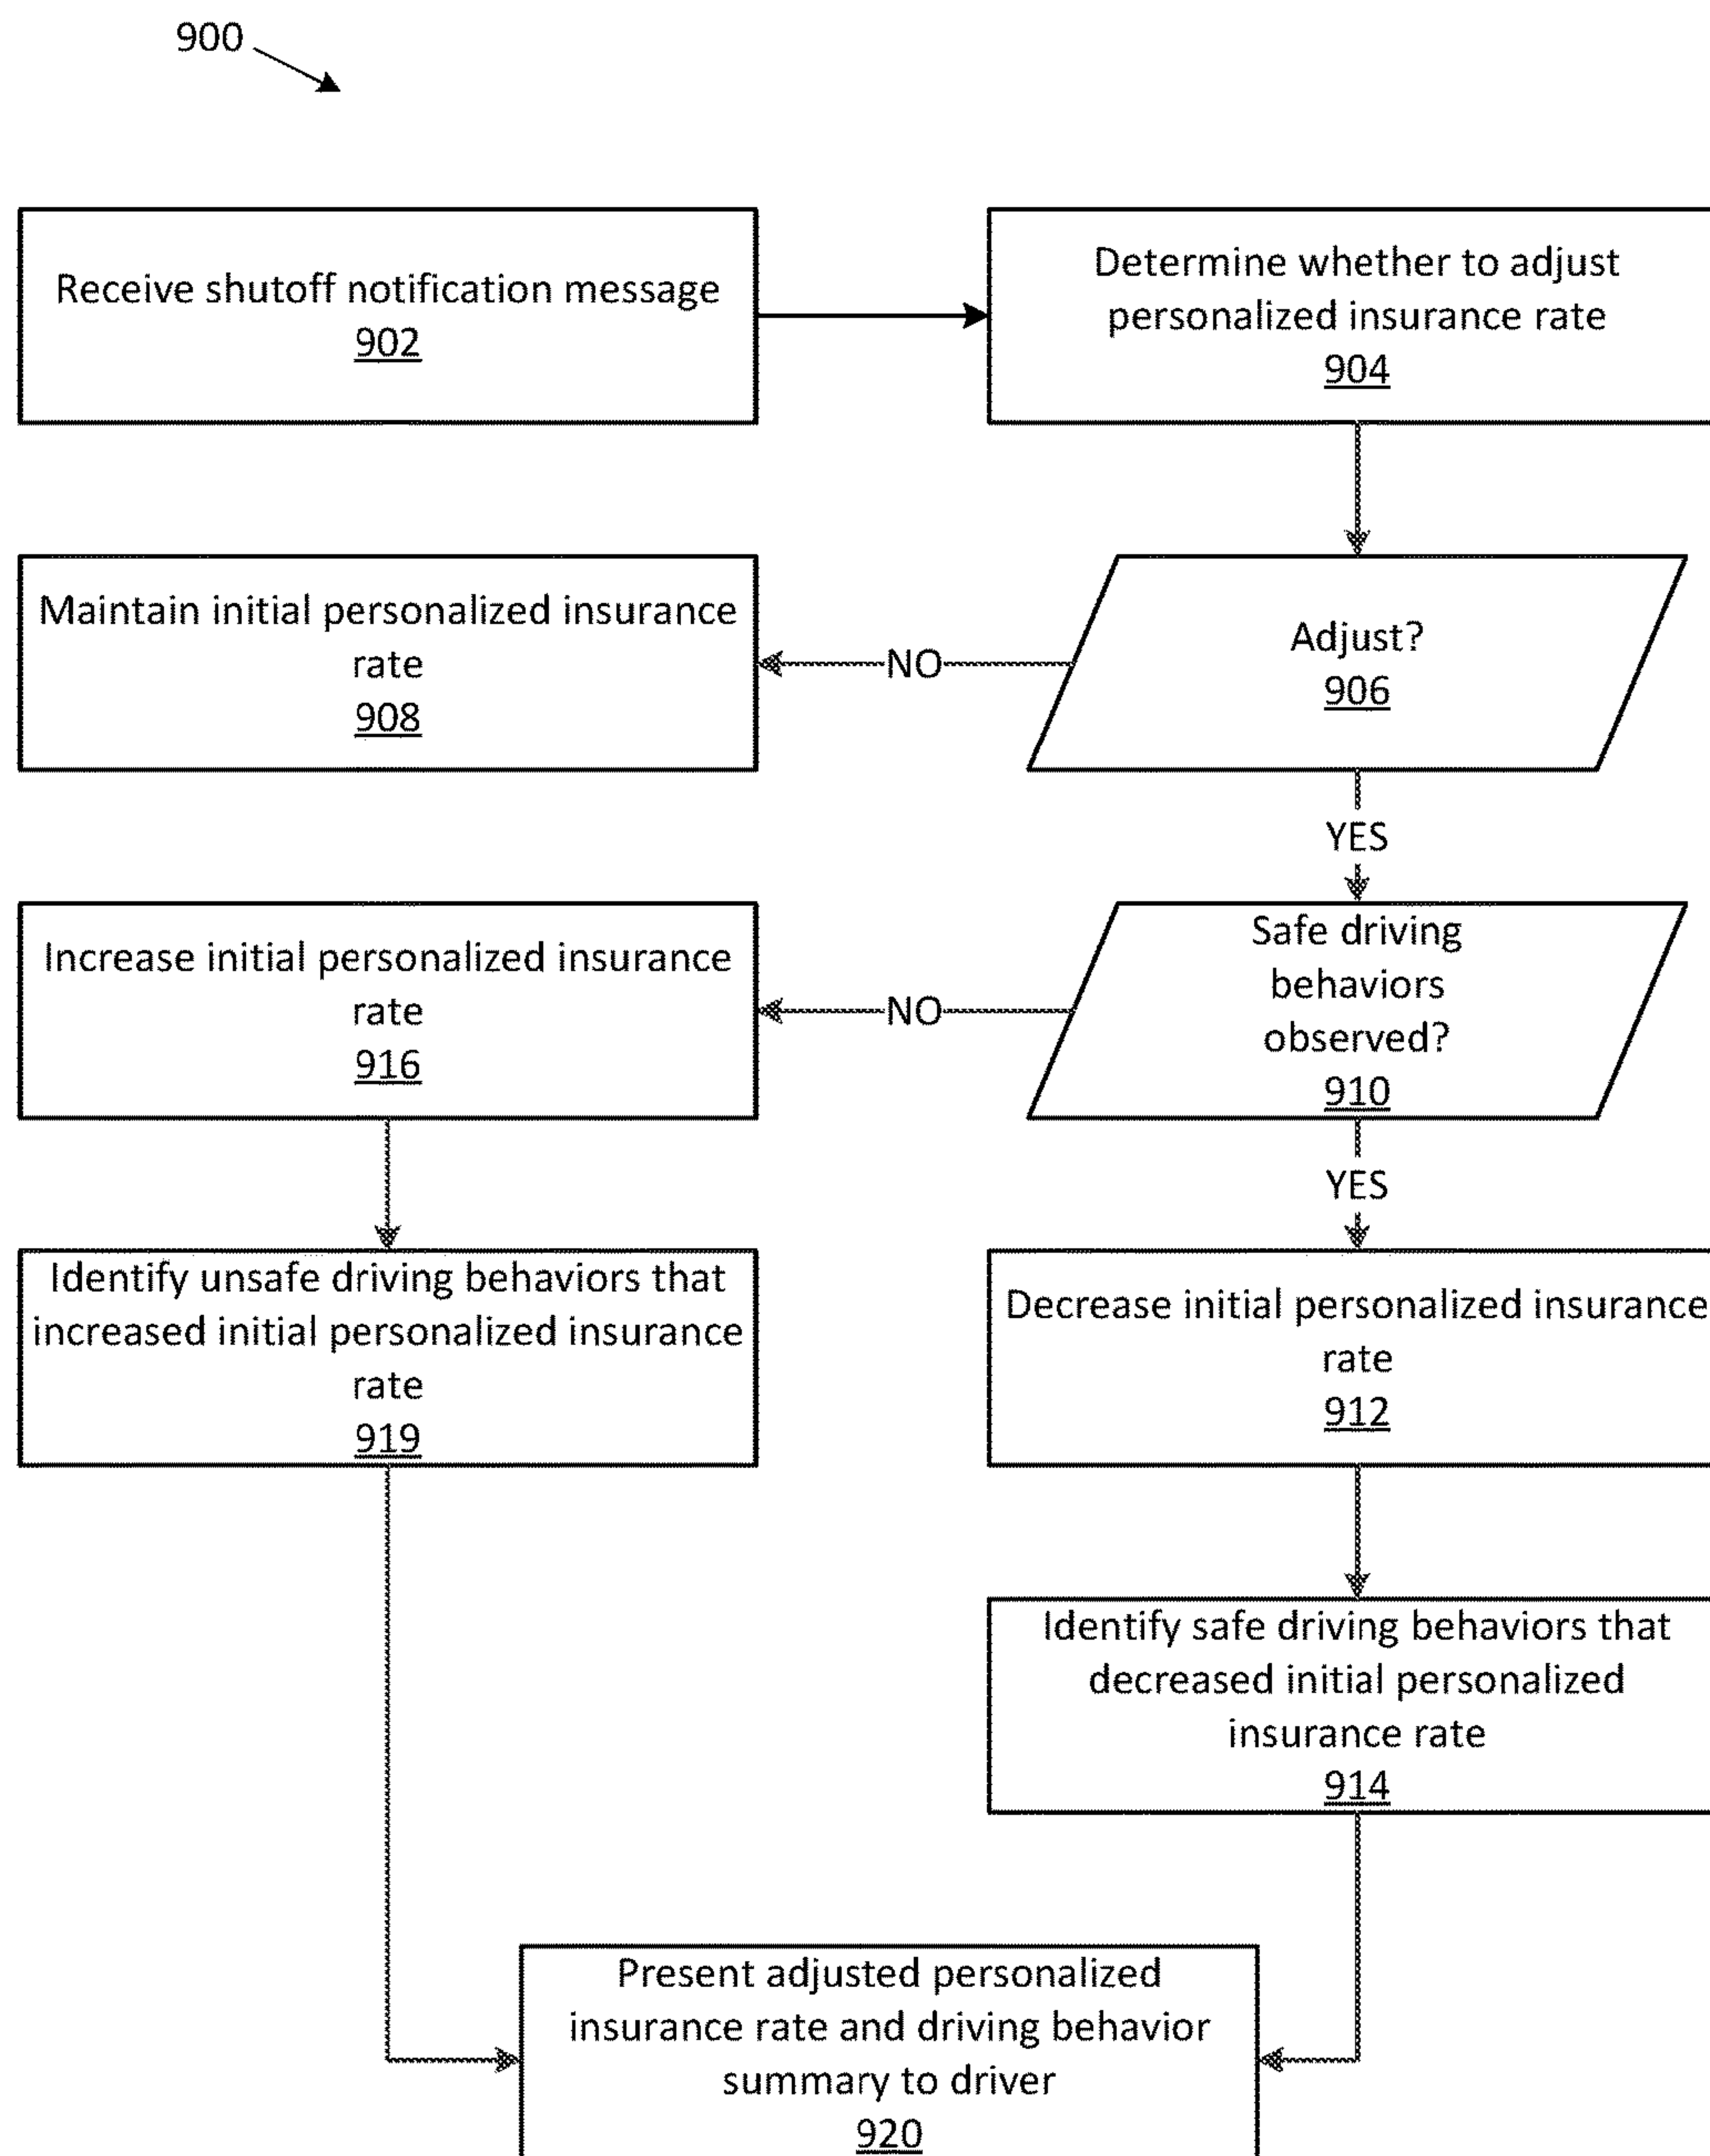 900
Receive shutoff notification message
902
Determine whether to adjust
personalized insurance rate
904
Maintain initial personalized insurance
rate
908
NO
Adjust?
906
YES
Increase initial personalized insurance
rate
916
NO
Safe driving
behaviors
observed?
910
YES
Identify unsafe driving behaviors that
increased initial personalized insurance
rate
919
Decrease initial personalized insurance
rate
912
Identify safe driving behaviors that
decreased initial personalized
insurance rate
914
Present adjusted personalized
insurance rate and driving behavior
summary to driver
920